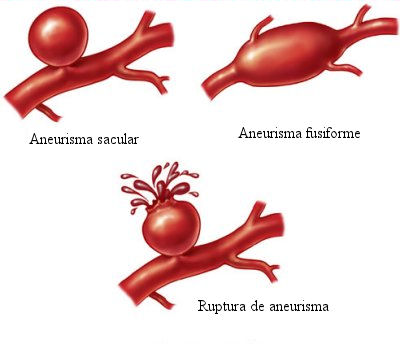 Aneurisma sacular
Aneurisma fusiforme
Ruptura de aneurisma